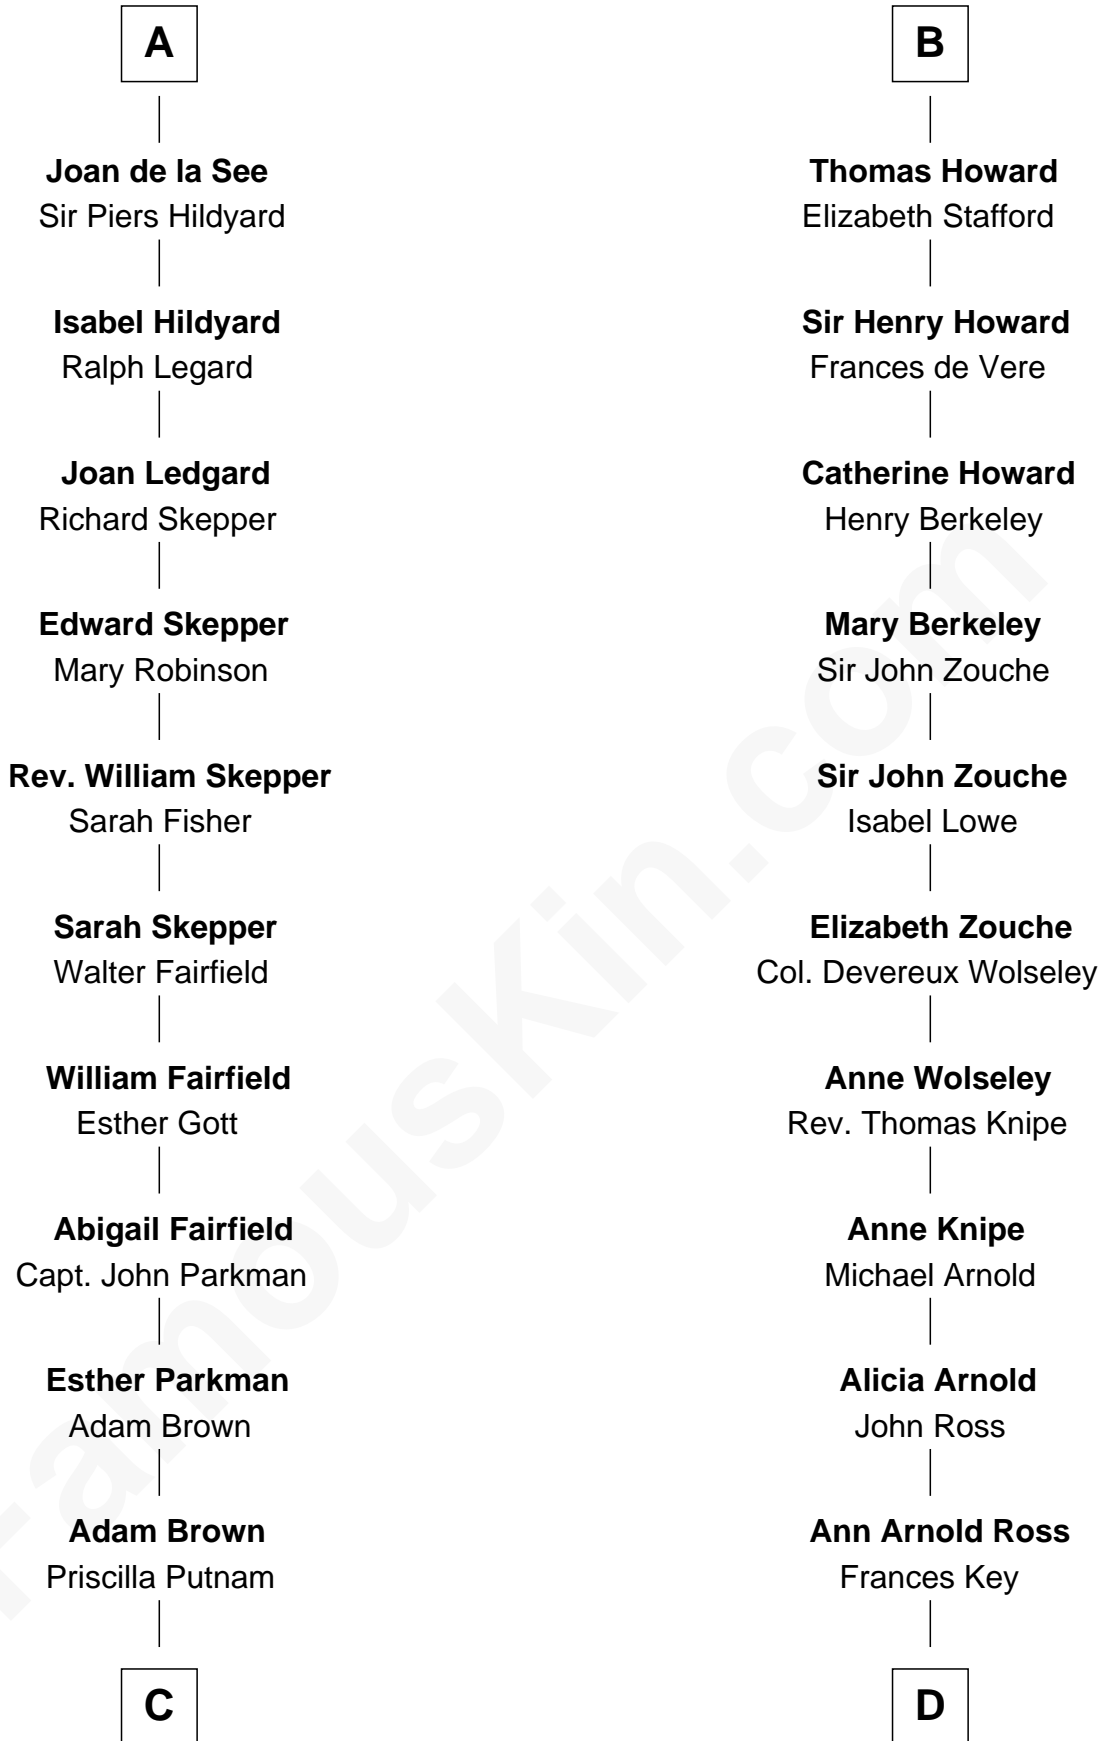 A
Joan de la See
Sir Piers Hildyard
Isabel Hildyard
Ralph Legard
Joan Ledgard
Richard Skepper
Edward Skepper
Mary Robinson
Rev. William Skepper
Sarah Fisher
Sarah Skepper
Walter Fairfield
William Fairfield
Esther Gott
Abigail Fairfield
Capt. John Parkman
Esther Parkman
Adam Brown
Adam Brown
Priscilla Putnam
C
B
Thomas Howard
Elizabeth Stafford
Sir Henry Howard
Frances de Vere
Catherine Howard
Henry Berkeley
Mary Berkeley
Sir John Zouche
Sir John Zouche
Isabel Lowe
Elizabeth Zouche
Col. Devereux Wolseley
Anne Wolseley
Rev. Thomas Knipe
Anne Knipe
Michael Arnold
Alicia Arnold
John Ross
Ann Arnold Ross
Frances Key
D
FamousKin.com